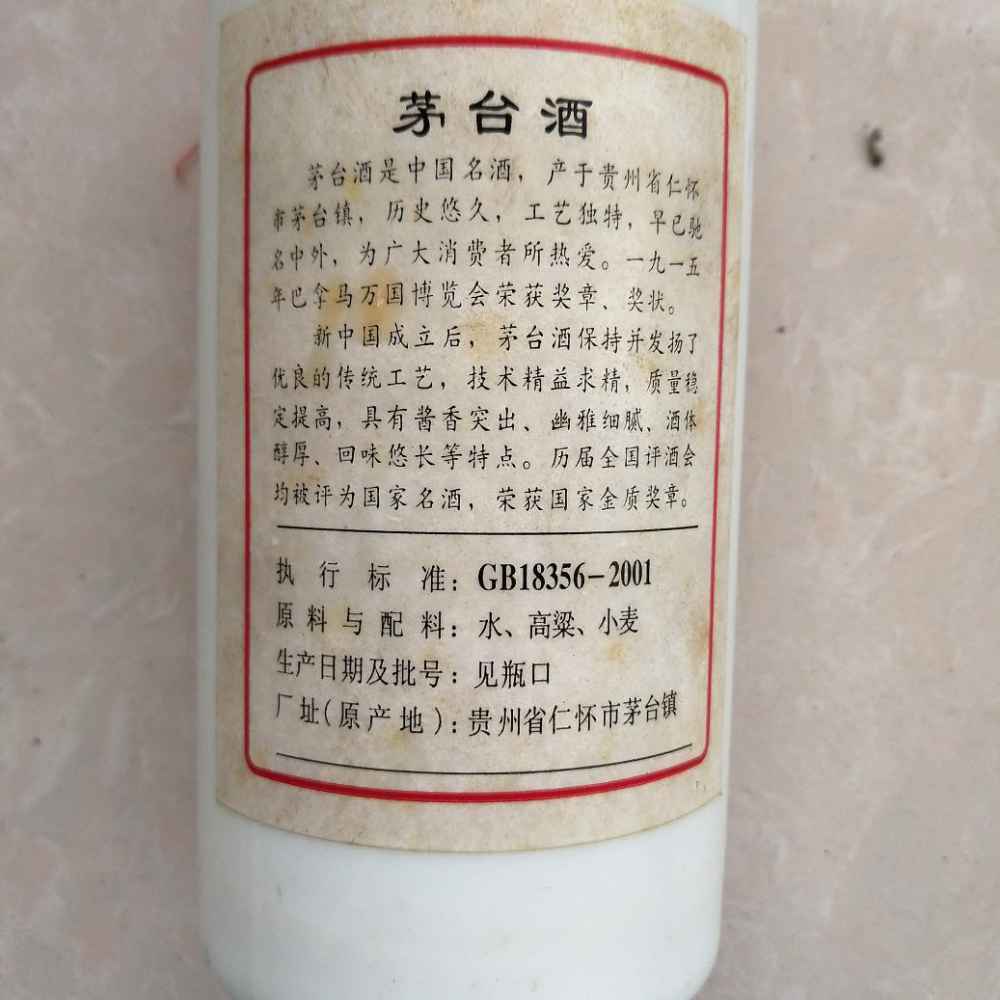 茅台酒
茅台酒是中国名酒，产于贵州省仁怀
市茅台镇，历史悠久，工艺独特，早已驰
名中外，为广大消费者所热爱。一九一五
年巴拿马万国博览会荣获奖章、奖状。
新中国成立后，茅台酒保持并发扬了
优良的传统工艺，技术精益求精，质量稳
定提高，具有酱香突出、幽雅细腻、酒体
醇厚、回味悠长等特点。历届全国评酒会
均被评为国家名酒，荣获国家金质奖章。
执行标准：GB18356-2001
原料与配料：水、高粱、小麦
生产日期及批号：见瓶口
厂址(原产地)：贵州省仁怀市茅台镇